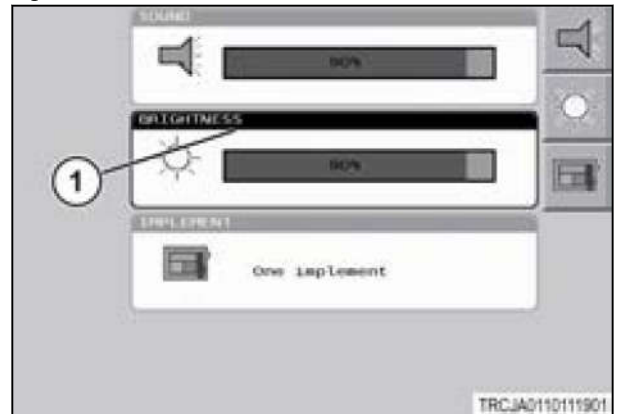 SOUND
90%
BRIGHTNESS
90%
1
IMPLEMENT
One implement
TRCJA0110111901